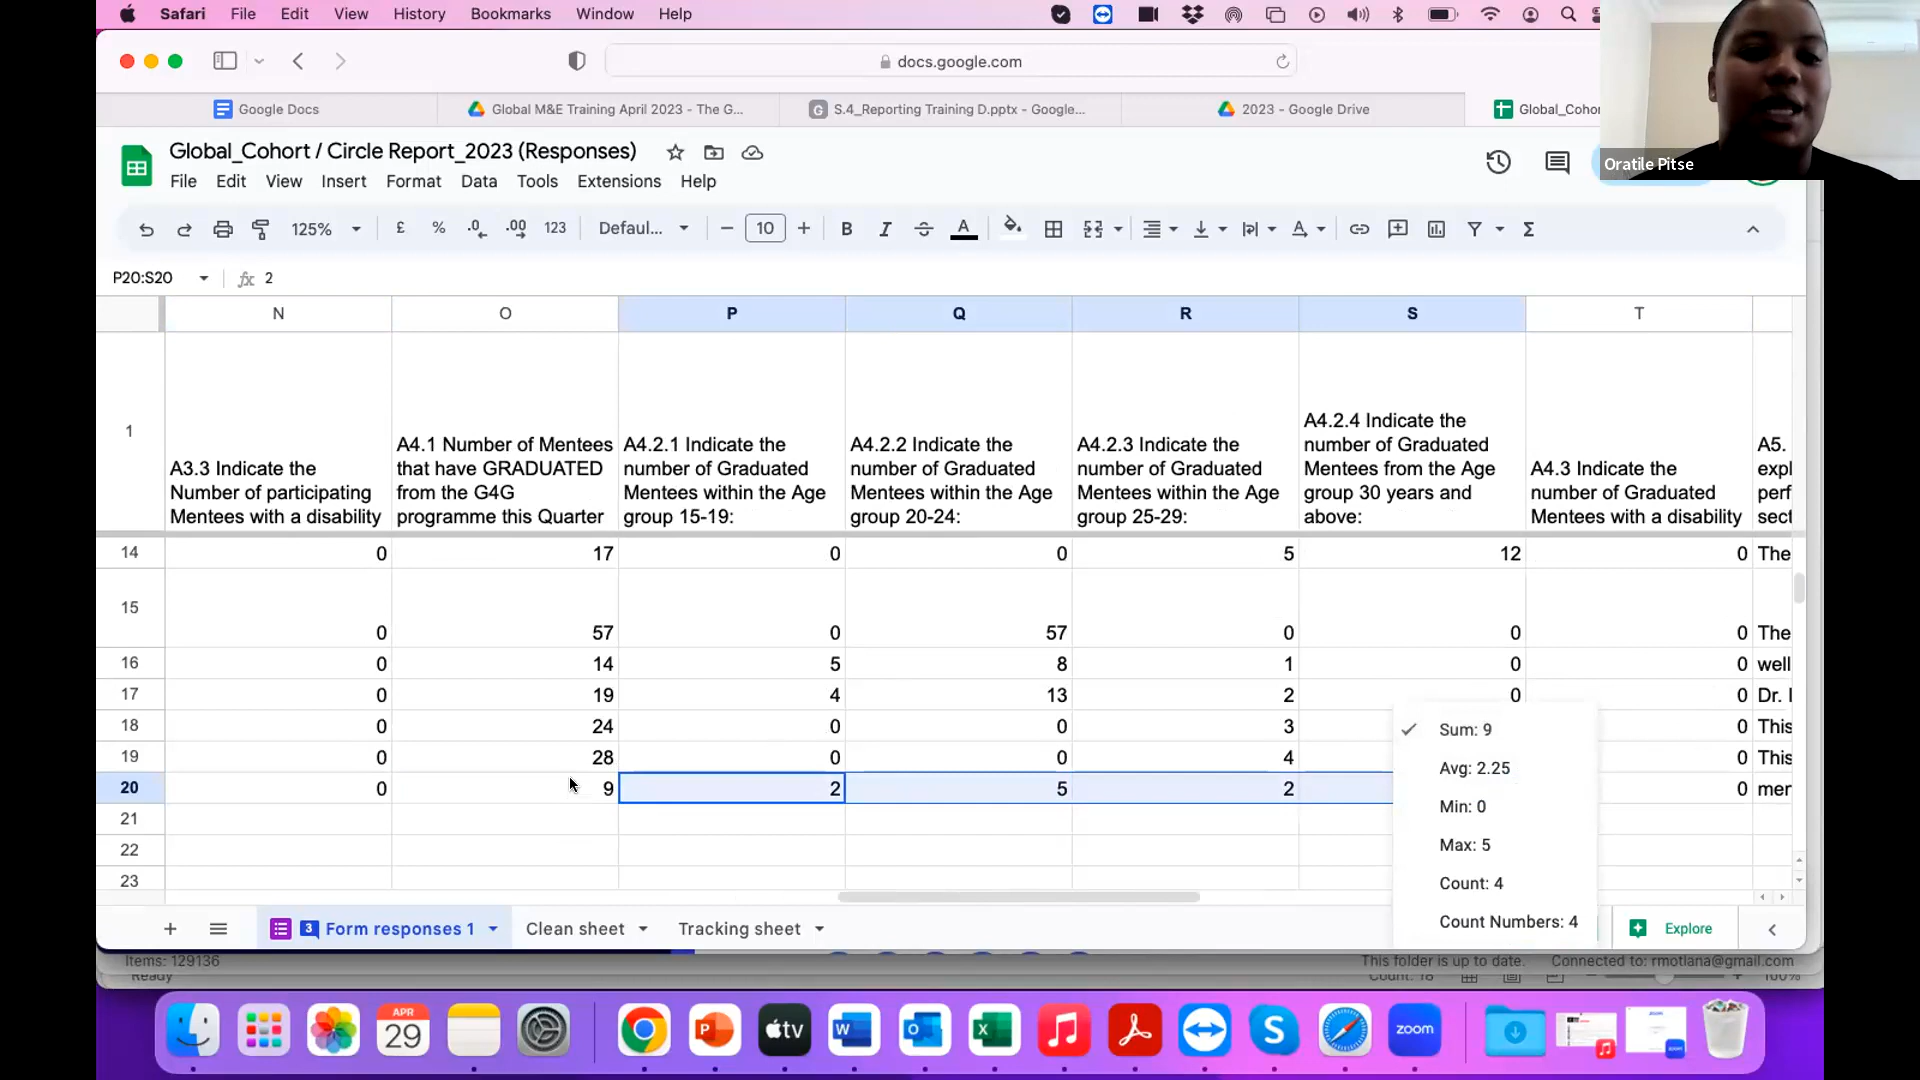 Safari File Edit View History Bookmarks Window Help
docs.google.com
Google Docs
Global M&E Training April 2023 - The G...
S.4_Reporting Training D.pptx - Google...
2023 - Google Drive
Global_Cohor
Global_Cohort / Circle Report_2023 (Responses)
File Edit View Insert Format Data Tools Extensions Help
Oratile Pitse
125% £ % .0 .00 123 Defaul... 10 B I A
P20:S20 fx 2
N O P Q R S T
1
A3.3 Indicate the
Number of participating
Mentees with a disability
A4.1 Number of Mentees
that have GRADUATED
from the G4G
programme this Quarter
A4.2.1 Indicate the
number of Graduated
Mentees within the Age
group 15-19:
A4.2.2 Indicate the
number of Graduated
Mentees within the Age
group 20-24:
A4.2.3 Indicate the
number of Graduated
Mentees within the Age
group 25-29:
A4.2.4 Indicate the
number of Graduated
Mentees from the Age
group 30 years and
above:
A4.3 Indicate the
number of Graduated
Mentees with a disability
A5.
expl
perf
sect
14 0 17 0 0 5 12 0 The
15 0 57 0 57 0 0 0 The
16 0 14 5 8 1 0 0 well
17 0 19 4 13 2 0 0 Dr.
18 0 24 0 0 3 0 This
19 0 28 0 0 4 0 This
20 0 9 2 5 2 0 mer
21
22
23
Sum: 9
Avg: 2.25
Min: 0
Max: 5
Count: 4
Count Numbers: 4
3 Form responses 1 Clean sheet Tracking sheet Explore
Items: 129136 This folder is up to date. Connected to: rmotlana@gmail.com
Ready Count: 18 100%
APR
29
tv
zoom